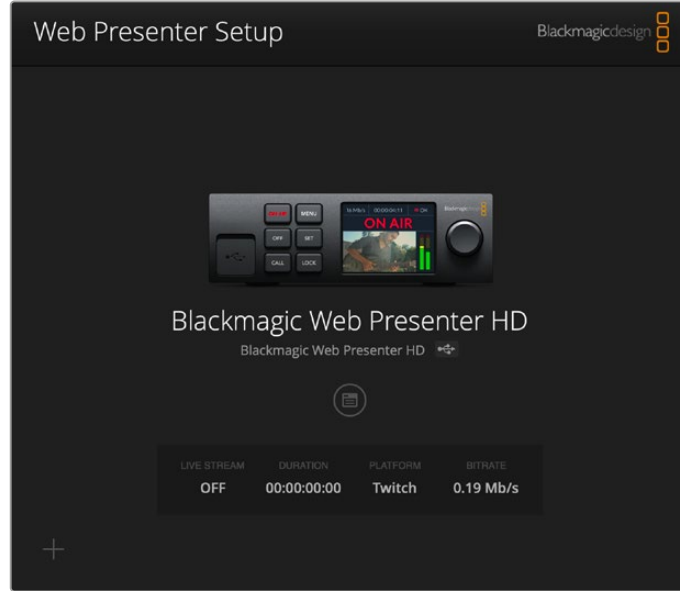 Web Presenter Setup
Blackmagicdesign
ON AIR MENU
OFF SET
CALL LOCK
ON AIR
Blackmagicdesign
Blackmagic Web Presenter HD
Blackmagic Web Presenter HD
LIVE STREAM DURATION PLATFORM BITRATE
OFF 00:00:00:00 Twitch 0.19 Mb/s